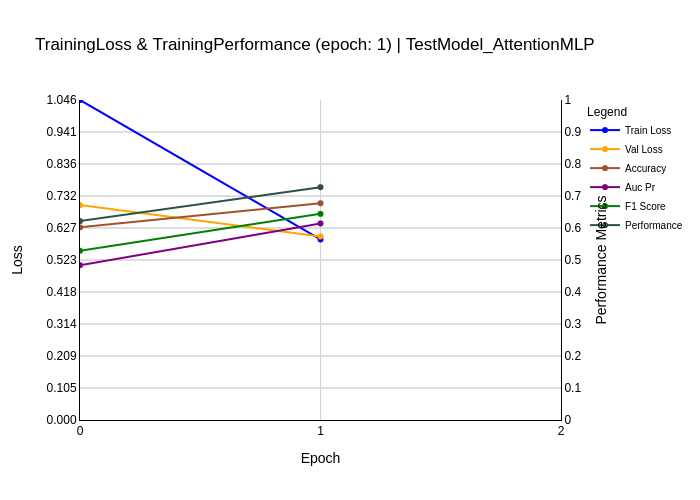 TrainingLoss & TrainingPerformance (epoch: 1) | TestModel_AttentionMLP
1.046
0.941
0.836
0.732
0.627
0.523
0.418
0.314
0.209
0.105
0.000
Loss
0
1
2
Epoch
1
0.9
0.8
0.7
0.6
0.5
0.4
0.3
0.2
0.1
0
Performance Metrics
Legend
Train Loss
Val Loss
Accuracy
Auc Pr
F1 Score
Performance